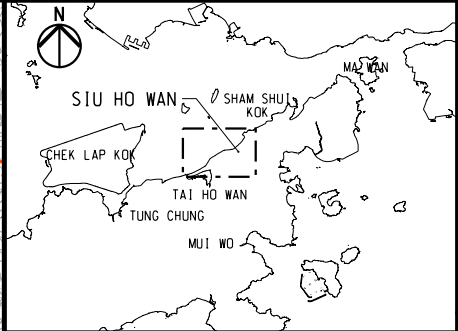 N
MA WAN
SIU HO WAN
SHAM SHUI
KOK
CHEK LAP KOK
TAI HO WAN
TUNG CHUNG
MUI WO